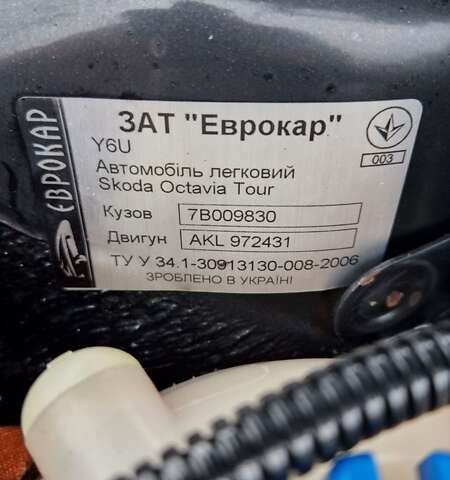 ЄВРОКАР
ЗАТ "Еврокар"
Y6U
003
Автомобіль легковий
Skoda Octavia Tour
Кузов 7B009830
Двигун AKL 972431
ТУ У 34.1-30913130-008-2006
ЗРОБЛЕНО В УКРАЇНІ